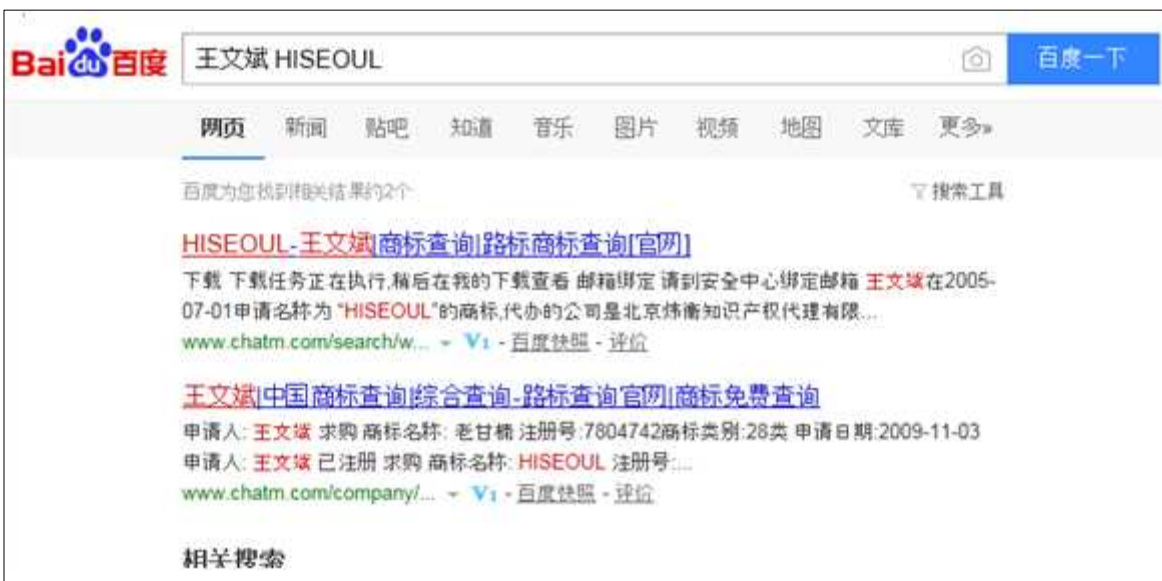 Bai du 百度 王文斌 HISEOUL 百度一下
网页 新闻 贴吧 知道 音乐 图片 视频 地图 文库 更多»
百度为您找到相关结果约2个 搜索工具
HISEOUL-王文斌|商标查询|路标商标查询[官网]
下载 下载任务正在执行,稍后在我的下载查看 邮箱绑定 请到安全中心绑定邮箱 王文斌在2005-
07-01申请名称为 "HISEOUL"的商标,代办的公司是北京炜衡知识产权代理有限...
www.chatm.com/search/w... - V1 - 百度快照 - 评价
王文斌|中国商标查询|综合查询-路标查询官网|商标免费查询
申请人: 王文斌 求购 商标名称: 老甘橘 注册号:7804742商标类别:28类 申请日期:2009-11-03
申请人: 王文斌 已注册 求购 商标名称: HISEOUL 注册号:...
www.chatm.com/company/... - V1 - 百度快照 - 评价
相关搜索